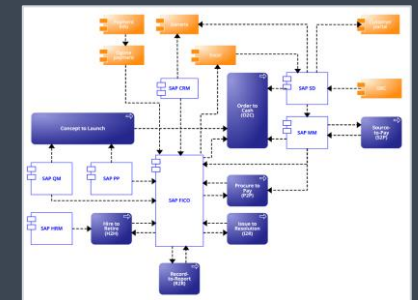 SAP CRM
SAP SD
Order to
Cash
(O2C)
Concept to Launch
SAP MM
Source-
to-Pay
(S2P)
SAP QM
SAP PP
SAP FICO
Procure to
Pay
(P2P)
SAP HRM
Hire to
Retire
(H2R)
Issue to
Resolution
(I2R)
Record-
to-Report
(R2R)